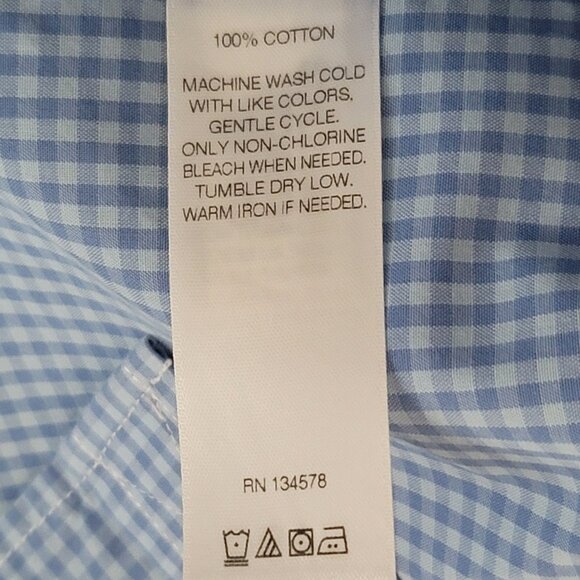 100% COTTON
MACHINE WASH COLD
WITH LIKE COLORS.
GENTLE CYCLE.
ONLY NON-CHLORINE
BLEACH WHEN NEEDED.
TUMBLE DRY LOW.
WARM IRON IF NEEDED.
RN 134578